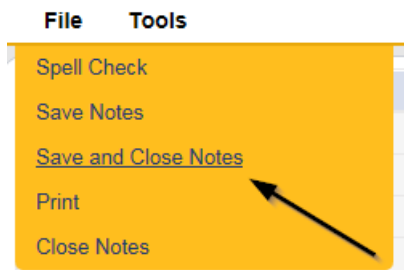 File Tools
Spell Check
Save Notes
Save and Close Notes
Print
Close Notes